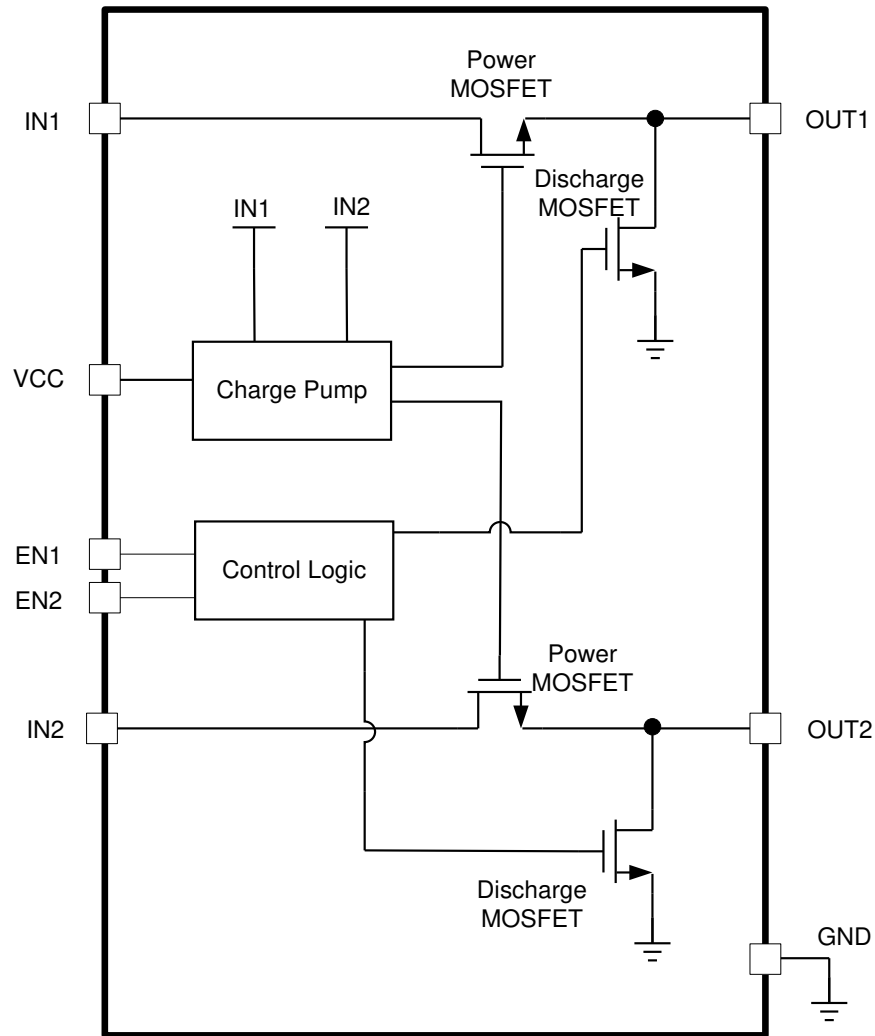 Power
MOSFET
IN1
OUT1
Discharge
MOSFET
IN1
IN2
VCC
Charge Pump
EN1
EN2
Control Logic
Power
MOSFET
IN2
OUT2
Discharge
MOSFET
GND